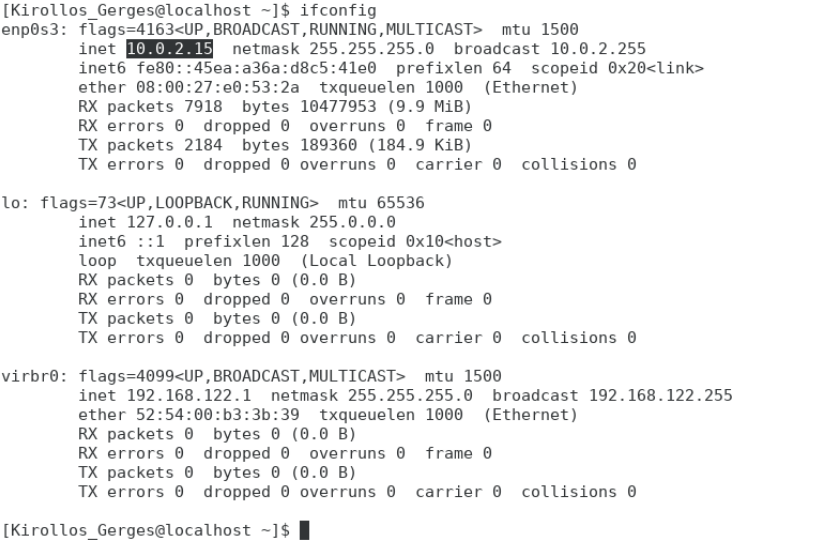 [Kirollos_Gerges@localhost ~]$ ifconfig
enp0s3: flags=4163<UP,BROADCAST,RUNNING,MULTICAST>  mtu 1500
        inet 10.0.2.15  netmask 255.255.255.0  broadcast 10.0.2.255
        inet6 fe80::45ea:a36a:d8c5:41e0  prefixlen 64  scopeid 0x20<link>
        ether 08:00:27:e0:53:2a  txqueuelen 1000  (Ethernet)
        RX packets 7918  bytes 10477953 (9.9 MiB)
        RX errors 0  dropped 0  overruns 0  frame 0
        TX packets 2184  bytes 189360 (184.9 KiB)
        TX errors 0  dropped 0 overruns 0  carrier 0  collisions 0

lo: flags=73<UP,LOOPBACK,RUNNING>  mtu 65536
        inet 127.0.0.1  netmask 255.0.0.0
        inet6 ::1  prefixlen 128  scopeid 0x10<host>
        loop  txqueuelen 1000  (Local Loopback)
        RX packets 0  bytes 0 (0.0 B)
        RX errors 0  dropped 0  overruns 0  frame 0
        TX packets 0  bytes 0 (0.0 B)
        TX errors 0  dropped 0 overruns 0  carrier 0  collisions 0

virbr0: flags=4099<UP,BROADCAST,MULTICAST>  mtu 1500
        inet 192.168.122.1  netmask 255.255.255.0  broadcast 192.168.122.255
        ether 52:54:00:b3:3b:39  txqueuelen 1000  (Ethernet)
        RX packets 0  bytes 0 (0.0 B)
        RX errors 0  dropped 0  overruns 0  frame 0
        TX packets 0  bytes 0 (0.0 B)
        TX errors 0  dropped 0 overruns 0  carrier 0  collisions 0

[Kirollos_Gerges@localhost ~]$